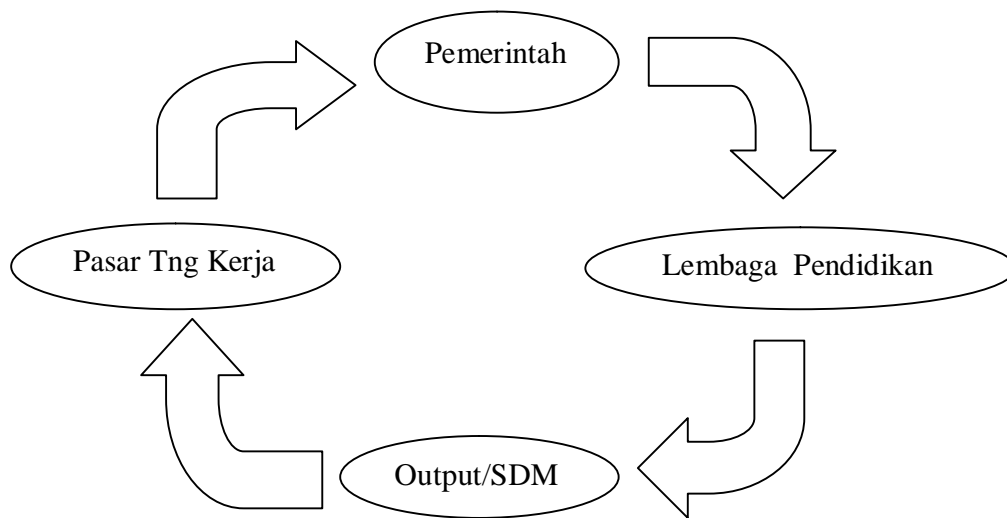 Pemerintah
Pasar Tng Kerja
Lembaga Pendidikan
Output/SDM